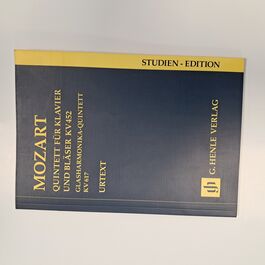 STUDIEN-EDITION
MOZART
QUINTETT FÜR KLAVIER
UND BLÄSER KV 452
GLASHARMONIKA-QUINTETT
KV 617
URTEXT
G. HENLE VERLAG